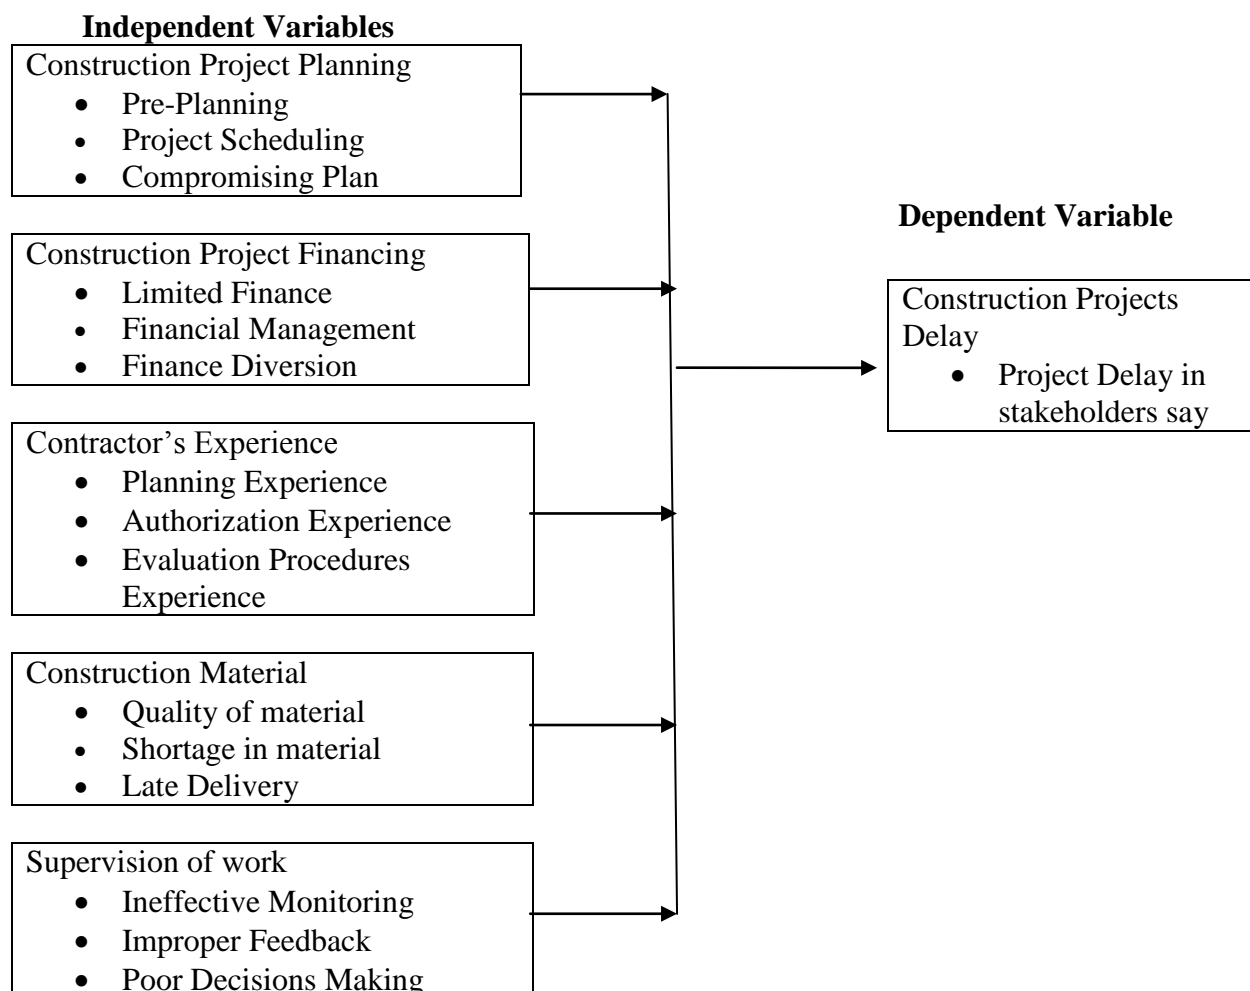 Independent Variables
Construction Project Planning
• Pre-Planning
• Project Scheduling
• Compromising Plan
Construction Project Financing
• Limited Finance
• Financial Management
• Finance Diversion
Contractor’s Experience
• Planning Experience
• Authorization Experience
• Evaluation Procedures
Experience
Construction Material
• Quality of material
• Shortage in material
• Late Delivery
Supervision of work
• Ineffective Monitoring
• Improper Feedback
• Poor Decisions Making
Dependent Variable
Construction Projects
Delay
• Project Delay in
stakeholders say